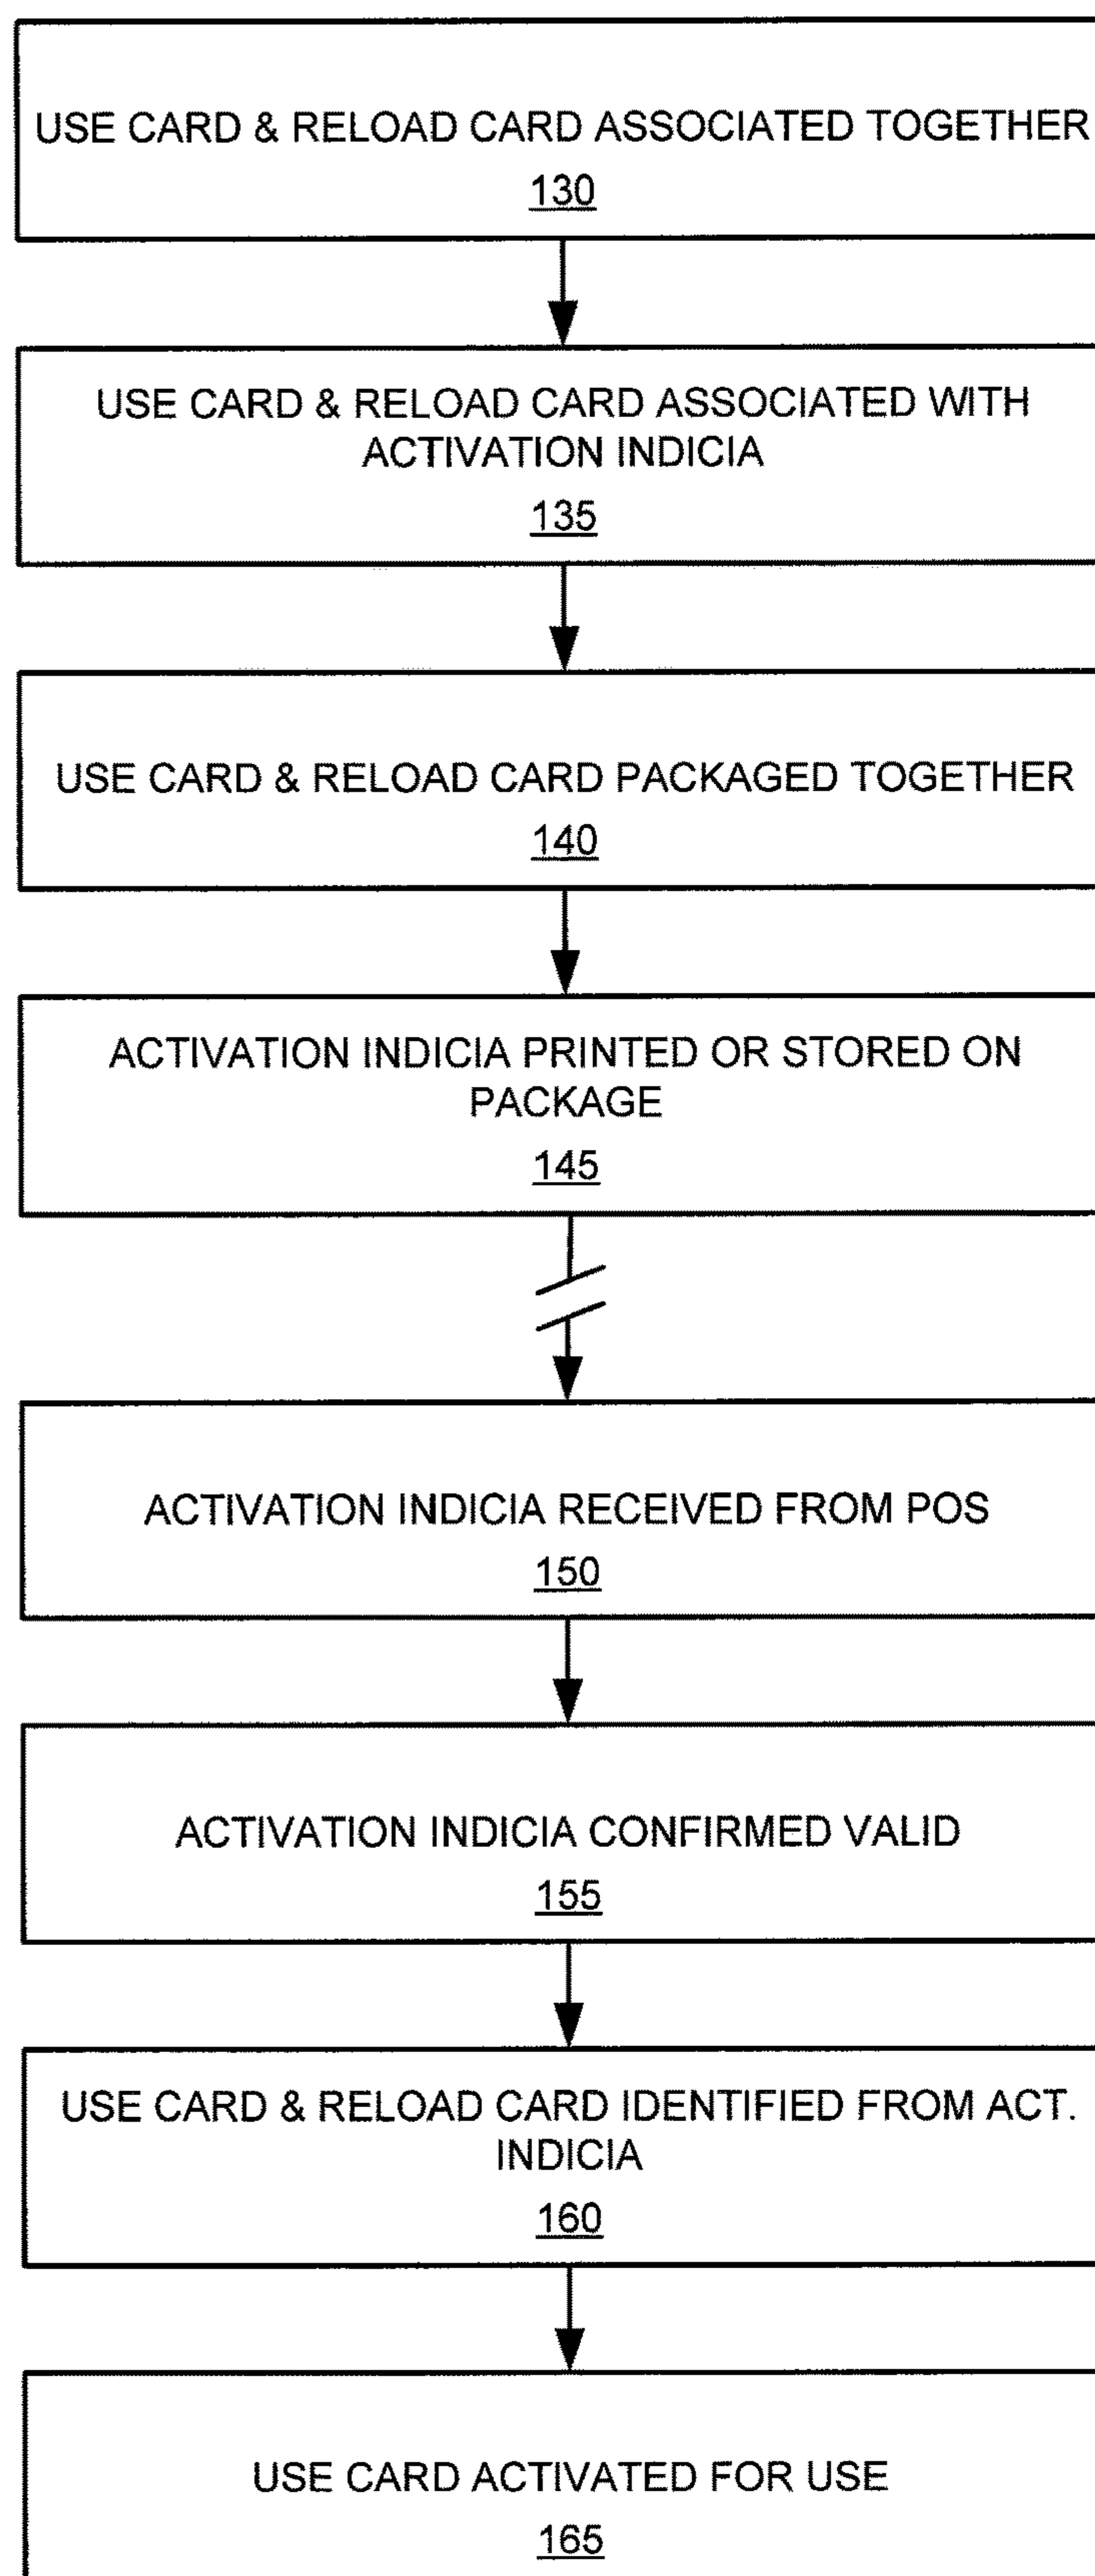 USE CARD & RELOAD CARD ASSOCIATED TOGETHER
130
USE CARD & RELOAD CARD ASSOCIATED WITH
ACTIVATION INDICIA
135
USE CARD & RELOAD CARD PACKAGED TOGETHER
140
ACTIVATION INDICIA PRINTED OR STORED ON
PACKAGE
145
ACTIVATION INDICIA RECEIVED FROM POS
150
ACTIVATION INDICIA CONFIRMED VALID
155
USE CARD & RELOAD CARD IDENTIFIED FROM ACT.
INDICIA
160
USE CARD ACTIVATED FOR USE
165